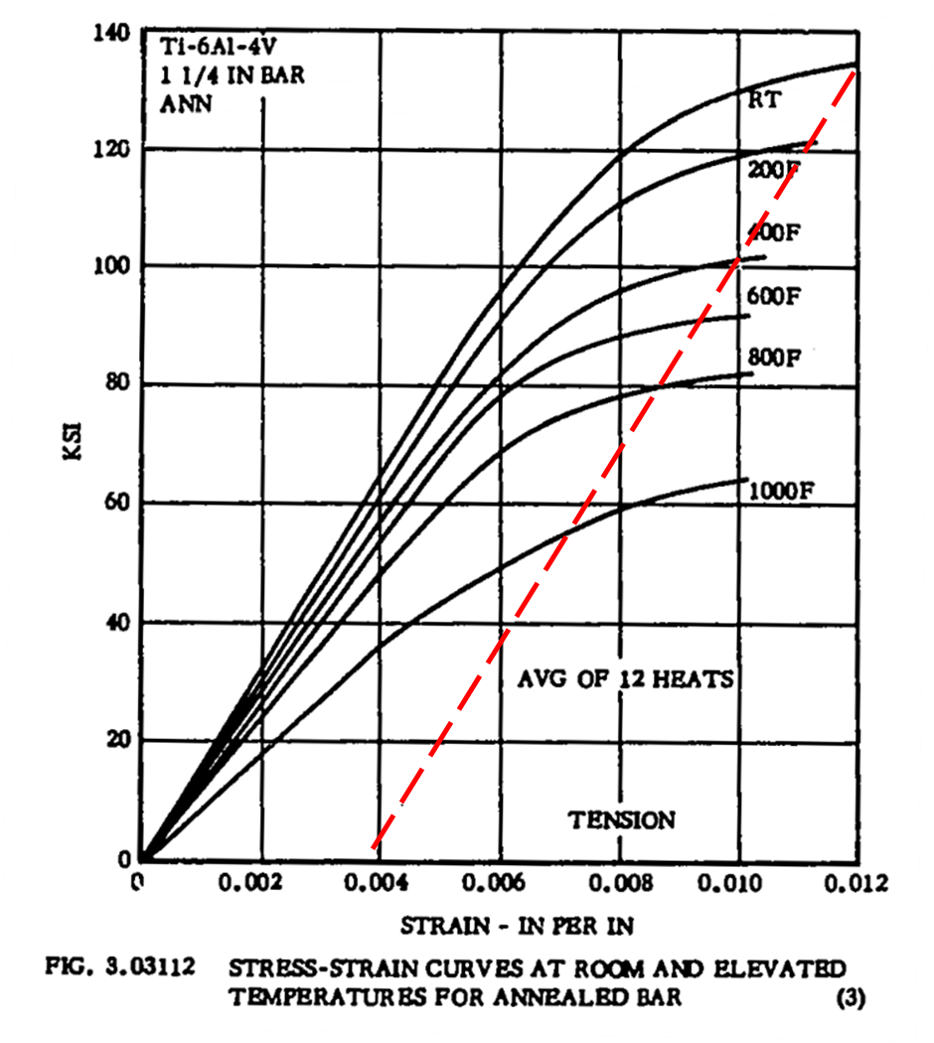 140
Ti-6Al-4V
1 1/4 IN BAR
ANN
RT
120
200F
400F
100
600F
800F
80
KSI
1000F
60
40
AVG OF 12 HEATS
20
TENSION
0
0 0.002 0.004 0.006 0.008 0.010 0.012
STRAIN - IN PER IN
FIG. 3.03112 STRESS-STRAIN CURVES AT ROOM AND ELEVATED
TEMPERATURES FOR ANNEALED BAR (3)